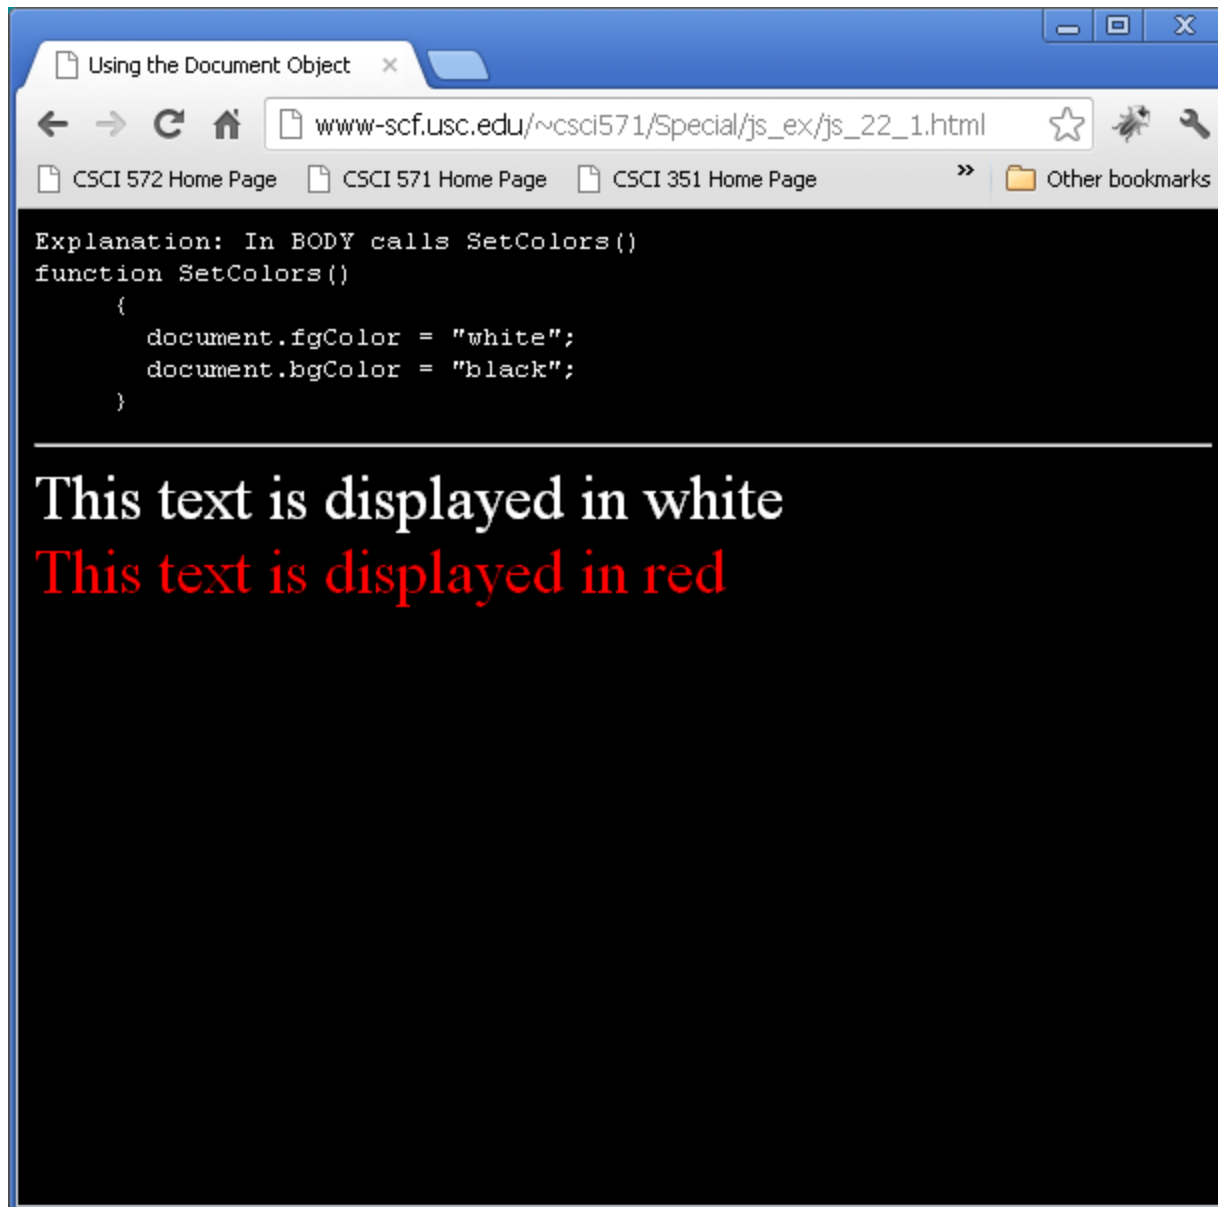 Using the Document Object
www-scf.usc.edu/~csci571/Special/js_ex/js_22_1.html
CSCI 572 Home Page CSCI 571 Home Page CSCI 351 Home Page » Other bookmarks
Explanation: In BODY calls SetColors()
function SetColors()
{
document.fgColor = "white";
document.bgColor = "black";
}
This text is displayed in white
This text is displayed in red